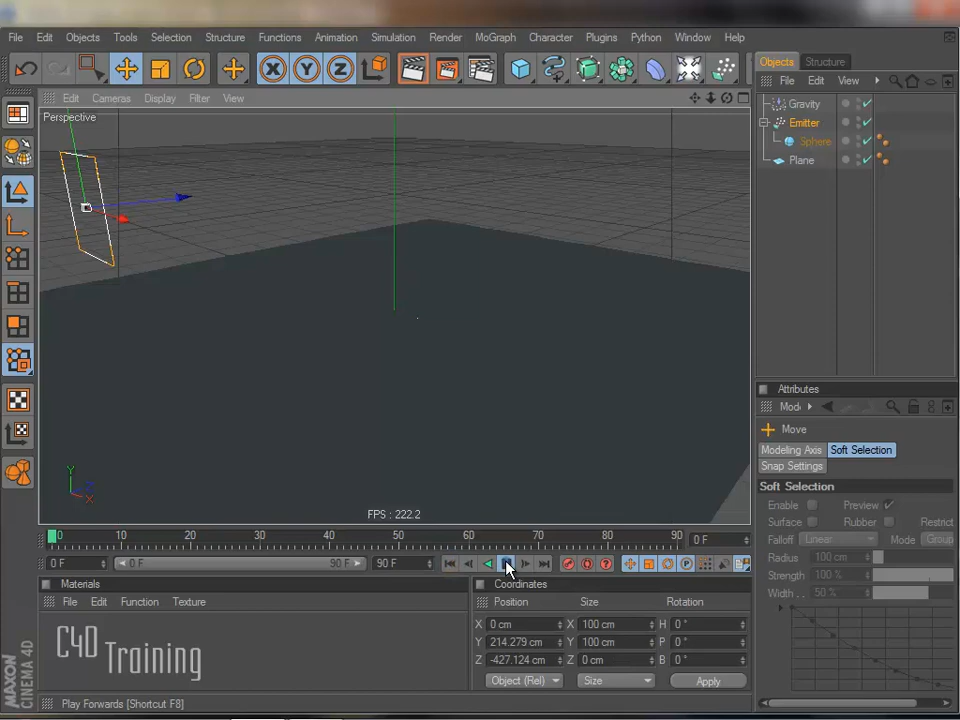 File Edit Objects Tools Selection Structure Functions Animation Simulation Render MoGraph Character Plugins Python Window Help
X Y Z
Objects Structure
File Edit View
Edit Cameras Display Filter View
Perspective
Gravity
Emitter
Sphere
Plane
Y
Z
X
FPS : 222.2
Attributes
Mode
Move
Modeling Axis Soft Selection
Snap Settings
Soft Selection
Enable Preview
Surface Rubber Restrict
Falloff Linear Mode Group
Radius 100 cm
Strength 100 %
Width . . 50 %
0 10 20 30 40 50 60 70 80 90 0 F
0 F 0 F 90 F 90 F
P
Materials
File Edit Function Texture
C4D Training
Coordinates
Position Size Rotation
X 0 cm X 100 cm H 0 °
Y 214.279 cm Y 100 cm P 0 °
Z -427.124 cm Z 0 cm B 0 °
Object (Rel) Size Apply
MAXON
CINEMA 4D
Play Forwards [Shortcut F8]